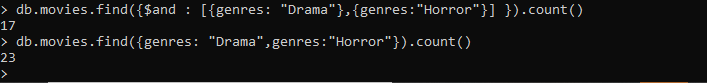 > db.movies.find({$and : [{genres: "Drama"},{genres:"Horror"}] }).count()
17
> db.movies.find({genres: "Drama",genres:"Horror"}).count()
23
>